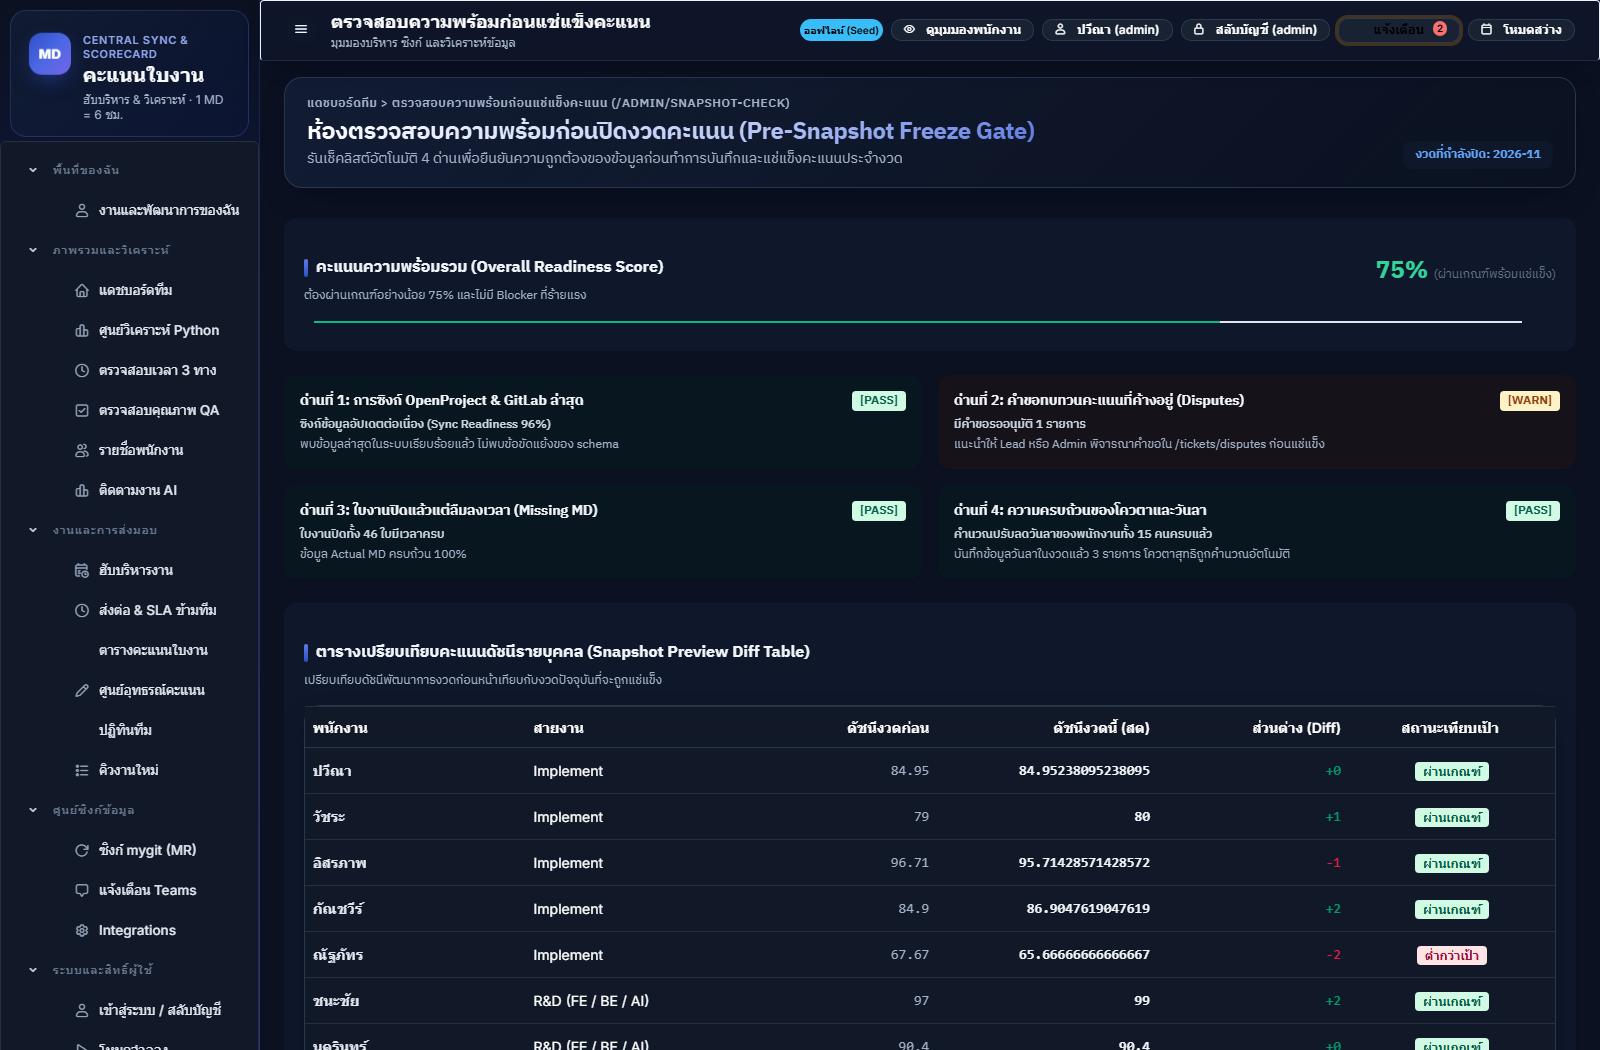 MD
CENTRAL SYNC &
SCORECARD
คะแนนใบงาน
ฮับบริหาร & วิเคราะห์ · 1 MD
= 6 ชม.
พื้นที่ของฉัน
งานและพัฒนาการของฉัน
ภาพรวมและวิเคราะห์
แดชบอร์ดทีม
ศูนย์วิเคราะห์ Python
ตรวจสอบเวลา 3 ทาง
ตรวจสอบคุณภาพ QA
รายชื่อพนักงาน
ติดตามงาน AI
งานและการส่งมอบ
ฮับบริหารงาน
ส่งต่อ & SLA ข้ามทีม
ตารางคะแนนใบงาน
ศูนย์อุทธรณ์คะแนน
ปฏิทินทีม
คิวงานใหม่
ศูนย์ซิงก์ข้อมูล
ซิงก์ mygit (MR)
แจ้งเตือน Teams
Integrations
ระบบและสิทธิ์ผู้ใช้
เข้าสู่ระบบ / สลับบัญชี
ตรวจสอบความพร้อมก่อนแช่แข็งคะแนน
มุมมองบริหาร ซิงก์ และวิเคราะห์ข้อมูล
ออฟไลน์ (Seed)
ดูมุมมองพนักงาน
ปวีณา (admin)
สลับบัญชี (admin)
แจ้งเตือน 2
โหมดสว่าง
แดชบอร์ดทีม > ตรวจสอบความพร้อมก่อนแช่แข็งคะแนน (/ADMIN/SNAPSHOT-CHECK)
ห้องตรวจสอบความพร้อมก่อนปิดงวดคะแนน (Pre-Snapshot Freeze Gate)
รันเช็คลิสต์อัตโนมัติ 4 ด่านเพื่อยืนยันความถูกต้องของข้อมูลก่อนทำการบันทึกและแช่แข็งคะแนนประจำงวด
งวดที่กำลังปิด: 2026-11
คะแนนความพร้อมรวม (Overall Readiness Score)
ต้องผ่านเกณฑ์อย่างน้อย 75% และไม่มี Blocker ที่ร้ายแรง
75% (ผ่านเกณฑ์พร้อมแช่แข็ง)
ด่านที่ 1: การซิงก์ OpenProject & GitLab ล่าสุด [PASS]
ซิงก์ข้อมูลอัปเดตต่อเนื่อง (Sync Readiness 96%)
พบข้อมูลล่าสุดในระบบเรียบร้อยแล้ว ไม่พบข้อขัดแย้งของ schema
ด่านที่ 2: คำขอทบทวนคะแนนที่ค้างอยู่ (Disputes) [WARN]
มีคำขอรออนุมัติ 1 รายการ
แนะนำให้ Lead หรือ Admin พิจารณาคำขอใน /tickets/disputes ก่อนแช่แข็ง
ด่านที่ 3: ใบงานปิดแล้วแต่ลืมลงเวลา (Missing MD) [PASS]
ใบงานปิดทั้ง 46 ใบมีเวลาครบ
ข้อมูล Actual MD ครบถ้วน 100%
ด่านที่ 4: ความครบถ้วนของโควตาและวันลา [PASS]
คำนวณปรับลดวันลาของพนักงานทั้ง 15 คนครบแล้ว
บันทึกข้อมูลวันลาในงวดแล้ว 3 รายการ โควตาสุทธิถูกคำนวณอัตโนมัติ
ตารางเปรียบเทียบคะแนนดัชนีรายบุคคล (Snapshot Preview Diff Table)
เปรียบเทียบดัชนีพัฒนาการงวดก่อนหน้าเทียบกับงวดปัจจุบันที่จะถูกแช่แข็ง
พนักงาน สายงาน ดัชนีงวดก่อน ดัชนีงวดนี้ (สด) ส่วนต่าง (Diff) สถานะเทียบเป้า
ปวีณา Implement 84.95 84.95238095238095 +0 ผ่านเกณฑ์
วัชระ Implement 79 80 +1 ผ่านเกณฑ์
อิสรภาพ Implement 96.71 95.71428571428572 -1 ผ่านเกณฑ์
กัณชวีร์ Implement 84.9 86.9047619047619 +2 ผ่านเกณฑ์
ณัฐภัทร Implement 67.67 65.66666666666667 -2 ต่ำกว่าเป้า
ชนะชัย R&D (FE / BE / AI) 97 99 +2 ผ่านเกณฑ์
นครินทร์ R&D (FE / BE / AI) 90.4 90.4 +0 ผ่านเกณฑ์